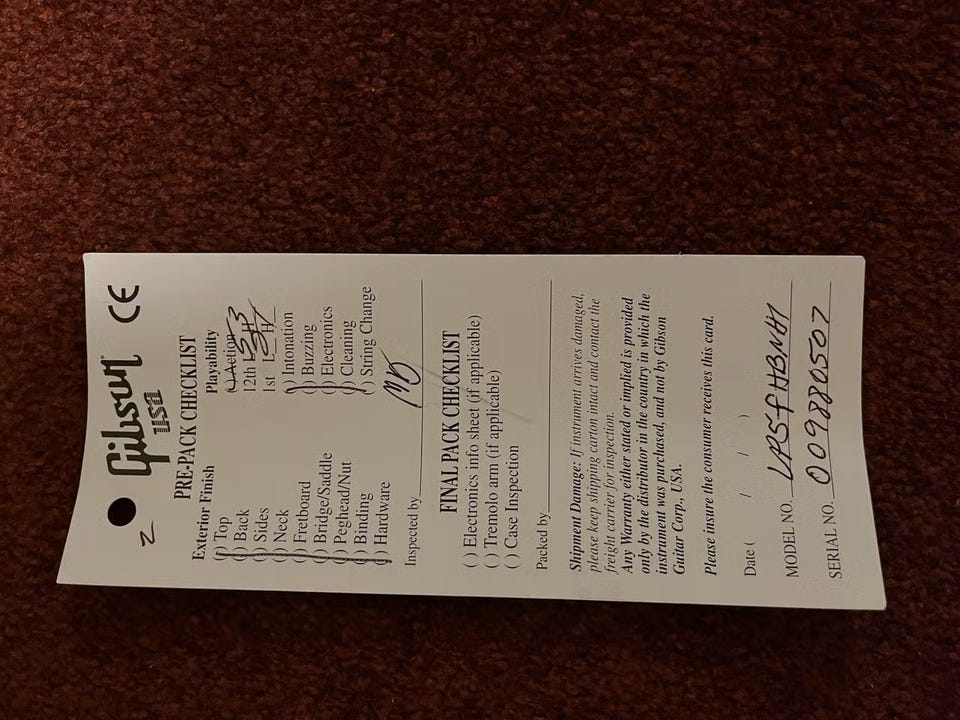 Gibson
USA
CE
PRE-PACK CHECKLIST
Exterior Finish
( ) Top
( ) Back
( ) Sides
( ) Neck
( ) Fretboard
( ) Bridge/Saddle
( ) Peghead/Nut
( ) Binding
( ) Hardware
Playability
( ) Action
12th L H
1st L H
( ) Intonation
( ) Buzzing
( ) Electronics
( ) Cleaning
( ) String Change
Inspected by
FINAL PACK CHECKLIST
( ) Electronics info sheet (if applicable)
( ) Tremolo arm (if applicable)
( ) Case Inspection
Packed by
Shipment Damage: If instrument arrives damaged,
please keep shipping carton intact and contact the
freight carrier for inspection.
Any Warranty either stated or implied is provided
only by the distributor in the country in which the
instrument was purchased, and not by Gibson
Guitar Corp. USA.
Please insure the consumer receives this card.
Date ( / / )
MODEL NO. LPS5PHBNH1
SERIAL NO. 009880507